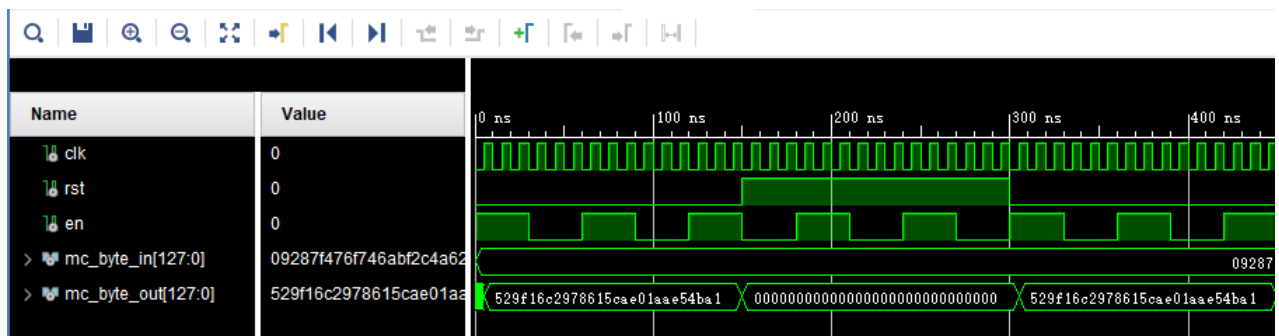 Name Value
0 ns 100 ns 200 ns 300 ns 400 ns
clk 0
rst 0
en 0
mc_byte_in[127:0] 09287f476f746abf2c4a62 09287
mc_byte_out[127:0] 529f16c2978615cae01aa 529f16c2978615cae01aae54ba1 000000000000000000000000000 529f16c2978615cae01aae54ba1